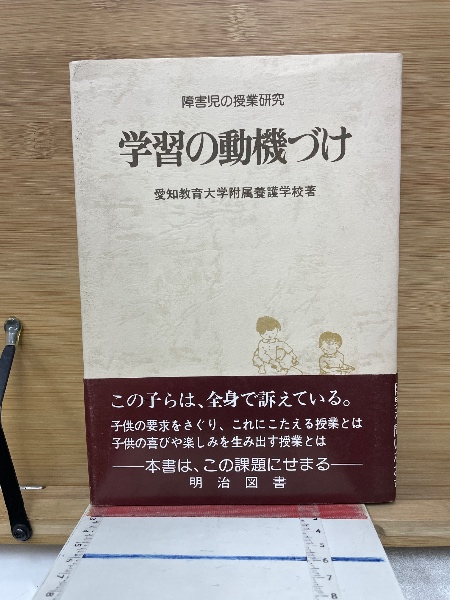 障害児の授業研究
学習の動機づけ
愛知教育大学附属養護学校著
この子らは、全身で訴えている。
子供の要求をさぐり、これにこたえる授業とは
子供の喜びや楽しみを生み出す授業とは
——本書は、この課題にせまる——
明治図書